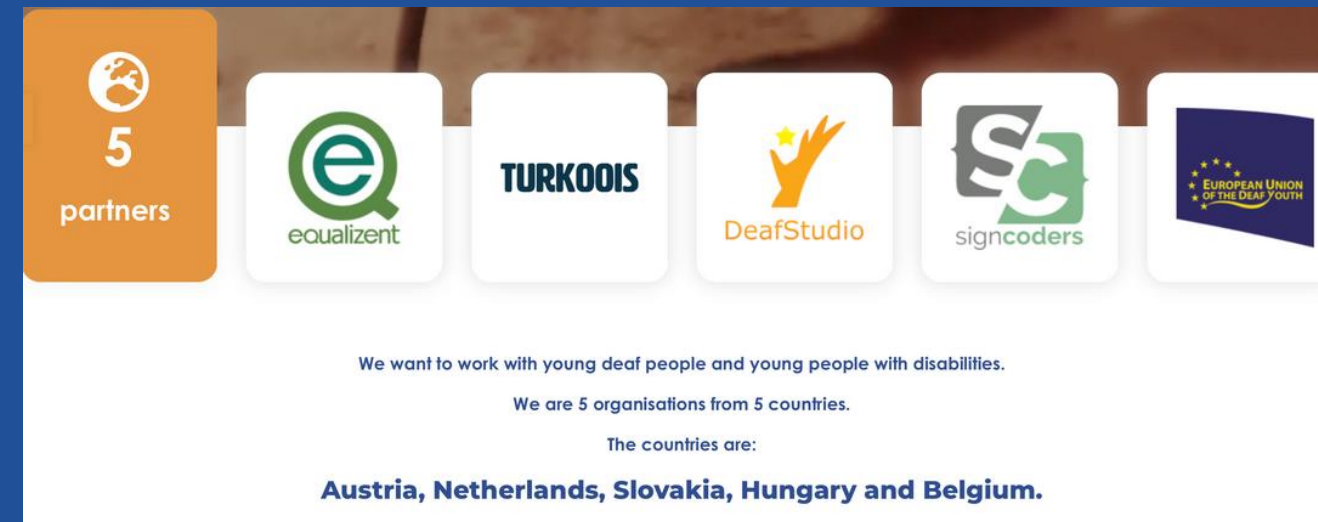 5
partners
equalizent
TURKOOIS
DeafStudio
SC
signcoders
EUROPEAN UNION
OF THE DEAF YOUTH
We want to work with young deaf people and young people with disabilities.
We are 5 organisations from 5 countries.
The countries are:
Austria, Netherlands, Slovakia, Hungary and Belgium.